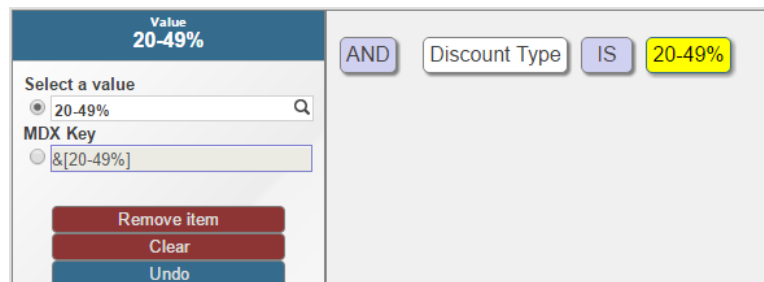 Value
20-49%
Select a value
20-49%
MDX Key
&[20-49%]
Remove item
Clear
Undo
AND Discount Type IS 20-49%